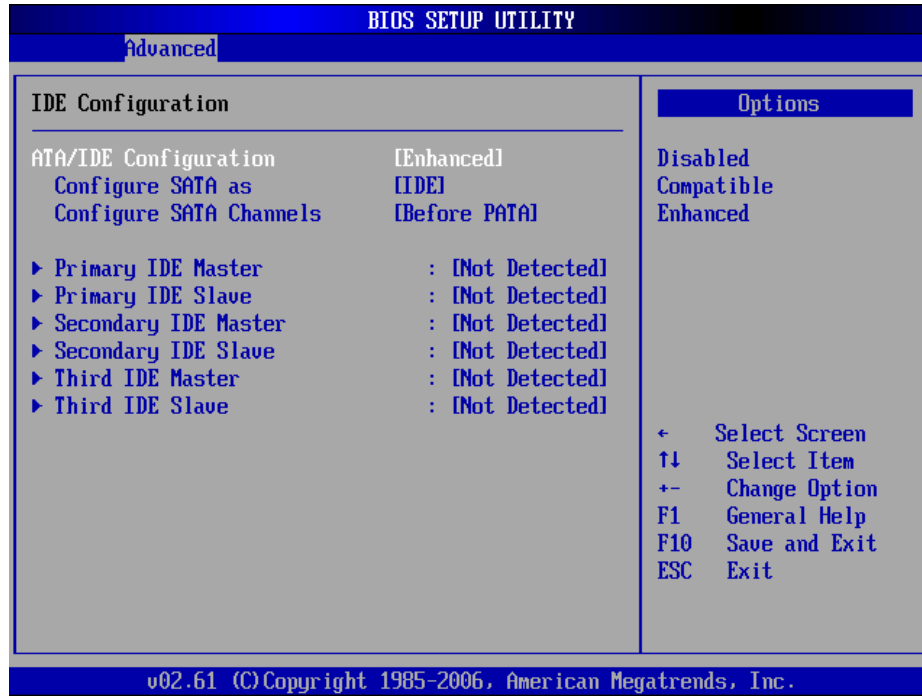 BIOS SETUP UTILITY
Advanced
IDE Configuration
ATA/IDE Configuration [Enhanced]
Configure SATA as [IDE]
Configure SATA Channels [Before PATA]
Primary IDE Master : [Not Detected]
Primary IDE Slave : [Not Detected]
Secondary IDE Master : [Not Detected]
Secondary IDE Slave : [Not Detected]
Third IDE Master : [Not Detected]
Third IDE Slave : [Not Detected]
Options
Disabled
Compatible
Enhanced
← Select Screen
↑↓ Select Item
+- Change Option
F1 General Help
F10 Save and Exit
ESC Exit
v02.61 (C)Copyright 1985-2006, American Megatrends, Inc.